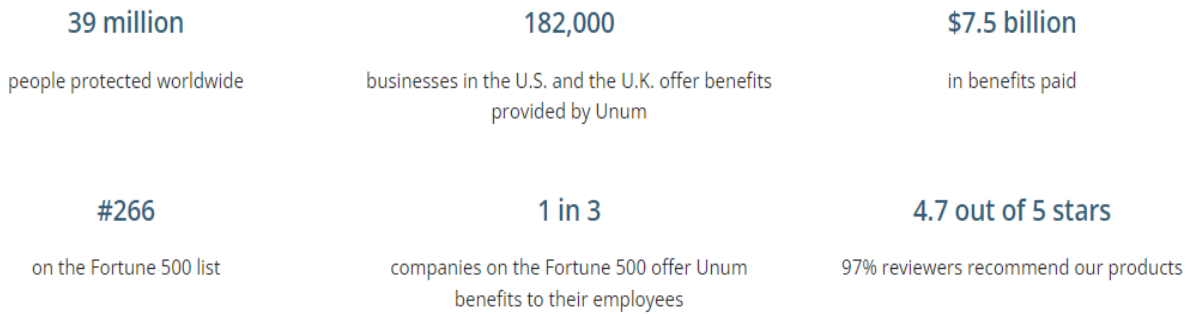 39 million
people protected worldwide
182,000
businesses in the U.S. and the U.K. offer benefits
provided by Unum
$7.5 billion
in benefits paid
#266
on the Fortune 500 list
1 in 3
companies on the Fortune 500 offer Unum
benefits to their employees
4.7 out of 5 stars
97% reviewers recommend our products